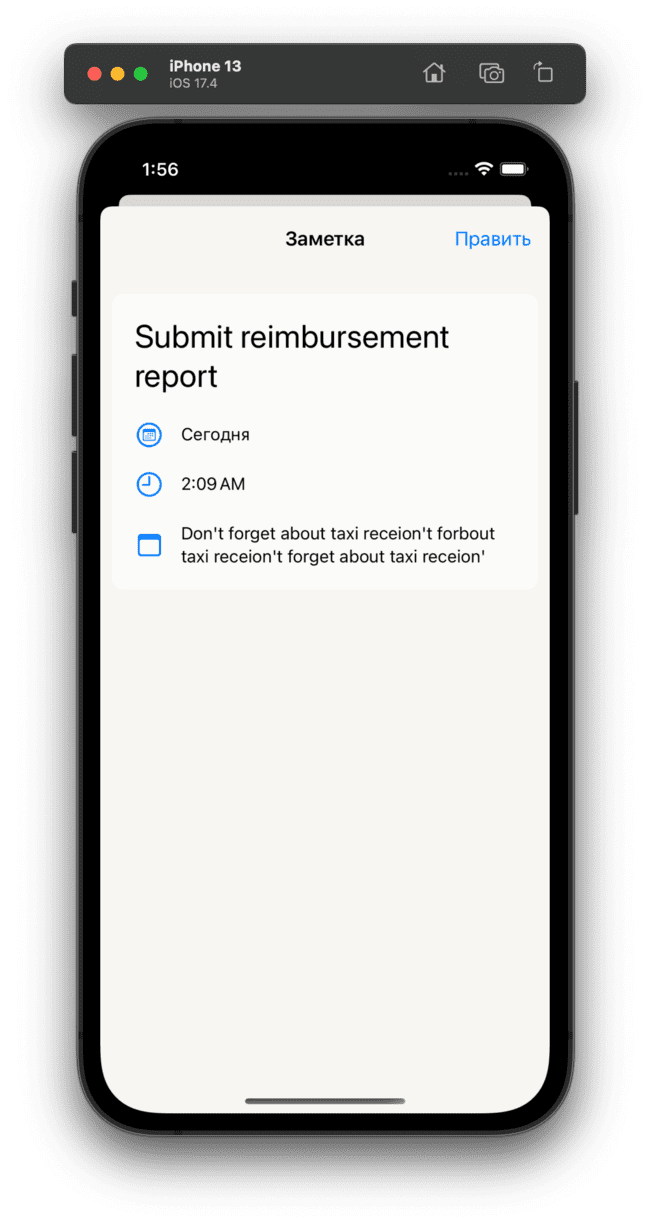 iPhone 13
iOS 17.4
1:56
Заметка
Править
Submit reimbursement
report
Сегодня
2:09 AM
Don't forget about taxi receion't forbout
taxi receion't forget about taxi receion'